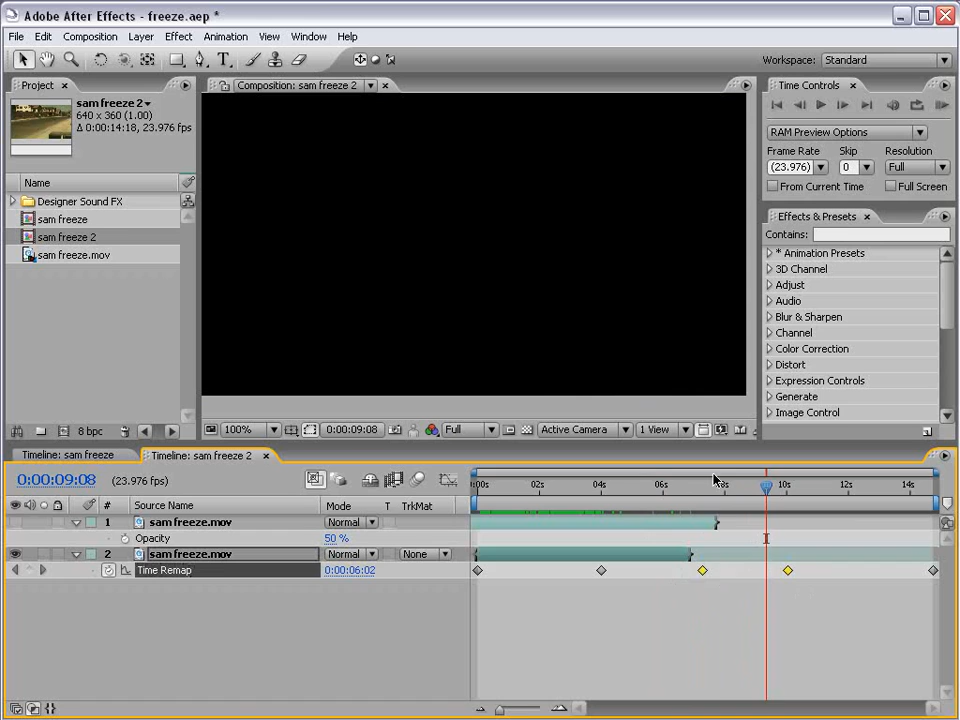 Adobe After Effects - freeze.aep *
File Edit Composition Layer Effect Animation View Window Help
Workspace: Standard
Project
sam freeze 2
640 x 360 (1.00)
Δ 0:00:14:18, 23.976 fps
Name
Designer Sound FX
sam freeze
sam freeze 2
sam freeze.mov
8 bpc
Composition: sam freeze 2
100% 0:00:09:08 Full Active Camera 1 View
Time Controls
RAM Preview Options
Frame Rate Skip Resolution
(23.976) 0 Full
From Current Time Full Screen
Effects & Presets
Contains:
* Animation Presets
3D Channel
Adjust
Audio
Blur & Sharpen
Channel
Color Correction
Distort
Expression Controls
Generate
Image Control
Timeline: sam freeze Timeline: sam freeze 2
0:00:09:08 (23.976 fps)
:00s 02s 04s 06s 08s 10s 12s 14s
# Source Name Mode T TrkMat
1 sam freeze.mov Normal
Opacity 50 %
2 sam freeze.mov Normal None
Time Remap 0:00:06:02